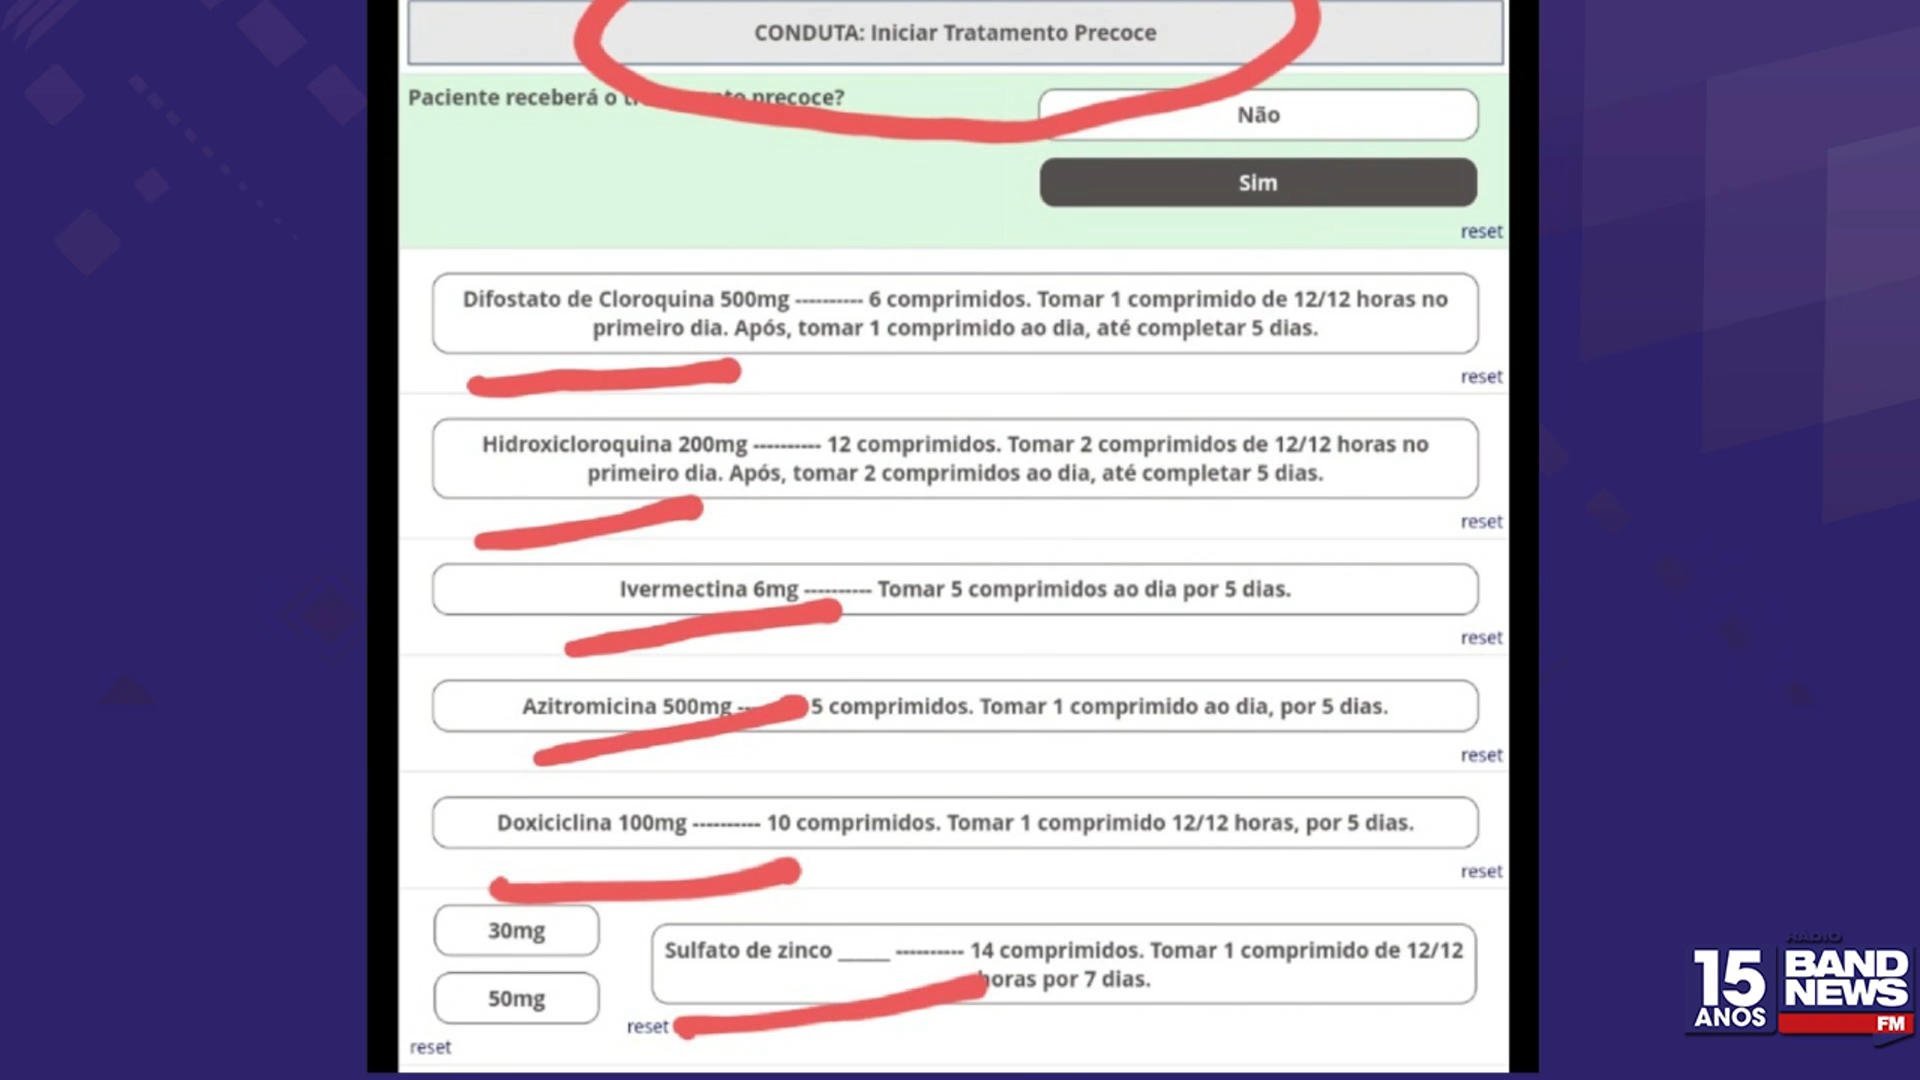 CONDUTA: Iniciar Tratamento Precoce
Paciente receberá o precoce?
Não
Sim
reset
Difostato de Cloroquina 500mg ---------- 6 comprimidos. Tomar 1 comprimido de 12/12 horas no
primeiro dia. Após, tomar 1 comprimido ao dia, até completar 5 dias.
reset
Hidroxicloroquina 200mg ---------- 12 comprimidos. Tomar 2 comprimidos de 12/12 horas no
primeiro dia. Após, tomar 2 comprimidos ao dia, até completar 5 dias.
reset
Ivermectina 6mg ---------- Tomar 5 comprimidos ao dia por 5 dias.
reset
Azitromicina 500mg -- 5 comprimidos. Tomar 1 comprimido ao dia, por 5 dias.
reset
Doxiciclina 100mg ---------- 10 comprimidos. Tomar 1 comprimido 12/12 horas, por 5 dias.
reset
30mg
50mg
reset
Sulfato de zinco _____ ---------- 14 comprimidos. Tomar 1 comprimido de 12/12
horas por 7 dias.
reset
15
ANOS
RÁDIO
BAND
NEWS
FM